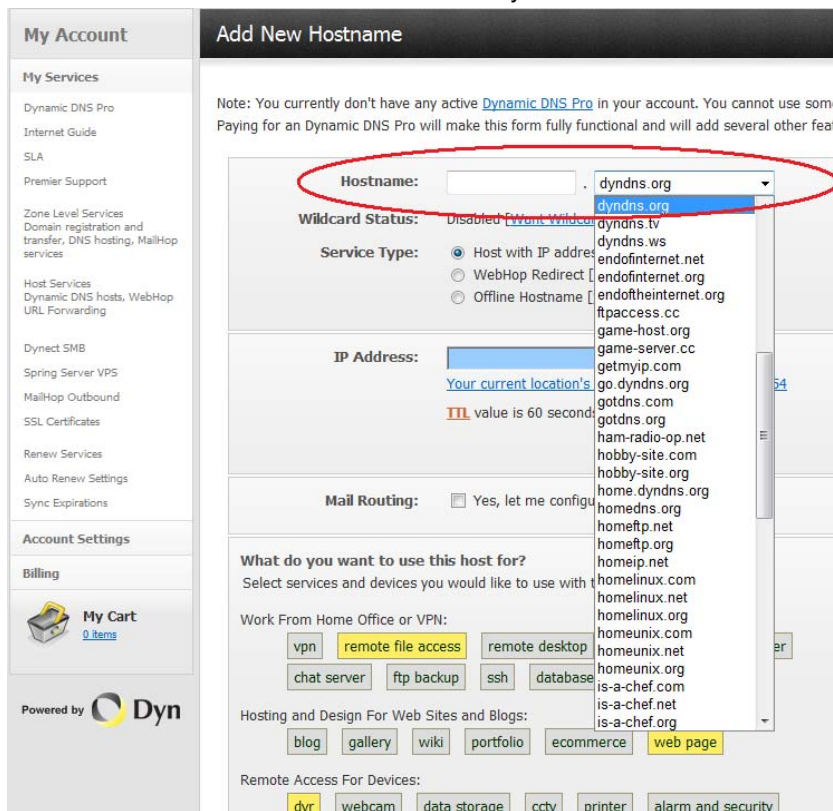 My Account
My Services
Dynamic DNS Pro
Internet Guide
SLA
Premier Support
Zone Level Services
Domain registration and
transfer, DNS hosting, MailHop
services
Host Services
Dynamic DNS hosts, WebHop
URL Forwarding
Dynect SMB
Spring Server VPS
MailHop Outbound
SSL Certificates
Renew Services
Auto Renew Settings
Sync Expirations
Account Settings
Billing
My Cart
0 items
Powered by Dyn
Add New Hostname
Note: You currently don't have any active Dynamic DNS Pro in your account. You cannot use
Paying for an Dynamic DNS Pro will make this form fully functional and will add several other
Hostname: . dyndns.org
Wildcard Status: Disabled [Want
Service Type: Host with IP
WebHop Redirect [
Offline Hostname [
dyndns.org
dyndns.tv
dyndns.ws
endofinternet.net
endofinternet.org
endoftheinternet.org
ftpaccess.cc
game-host.org
game-server.cc
getmyip.com
go.dyndns.org
gotdns.com
gotdns.org
ham-radio-op.net
hobby-site.com
hobby-site.org
home.dyndns.org
homedns.org
homeftp.net
homeftp.org
homeip.net
homelinux.com
homelinux.net
homelinux.org
homeunix.com
homeunix.net
homeunix.org
is-a-chef.com
is-a-chef.net
is-a-chef.org
IP Address:
Your current location's 64
TTL value is 60
Mail Routing: Yes, let me
What do you want to use this host for?
Select services and devices you would like to use with
Work From Home Office or VPN:
vpn remote file access remote desktop
chat server ftp backup ssh database
Hosting and Design For Web Sites and Blogs:
blog gallery wiki portfolio ecommerce web page
Remote Access For Devices:
dvr webcam data storage cctv printer alarm and security